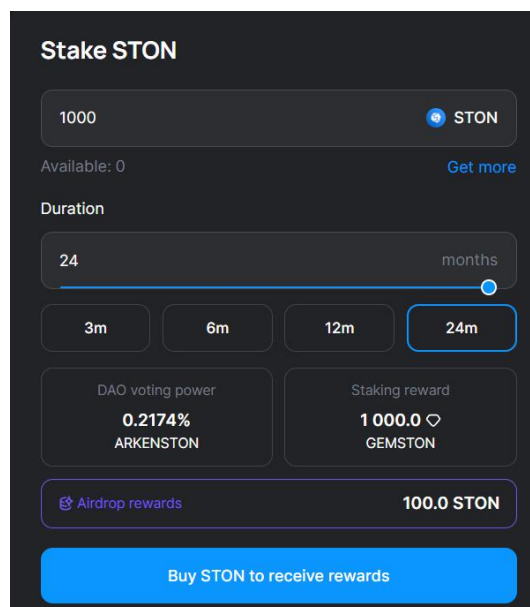 Stake STON
1000 STON
Available: 0 Get more
Duration
24 months
3m 6m 12m 24m
DAO voting power Staking reward
0.2174% 1 000.0
ARKENSTON GEMSTON
Airdrop rewards 100.0 STON
Buy STON to receive rewards